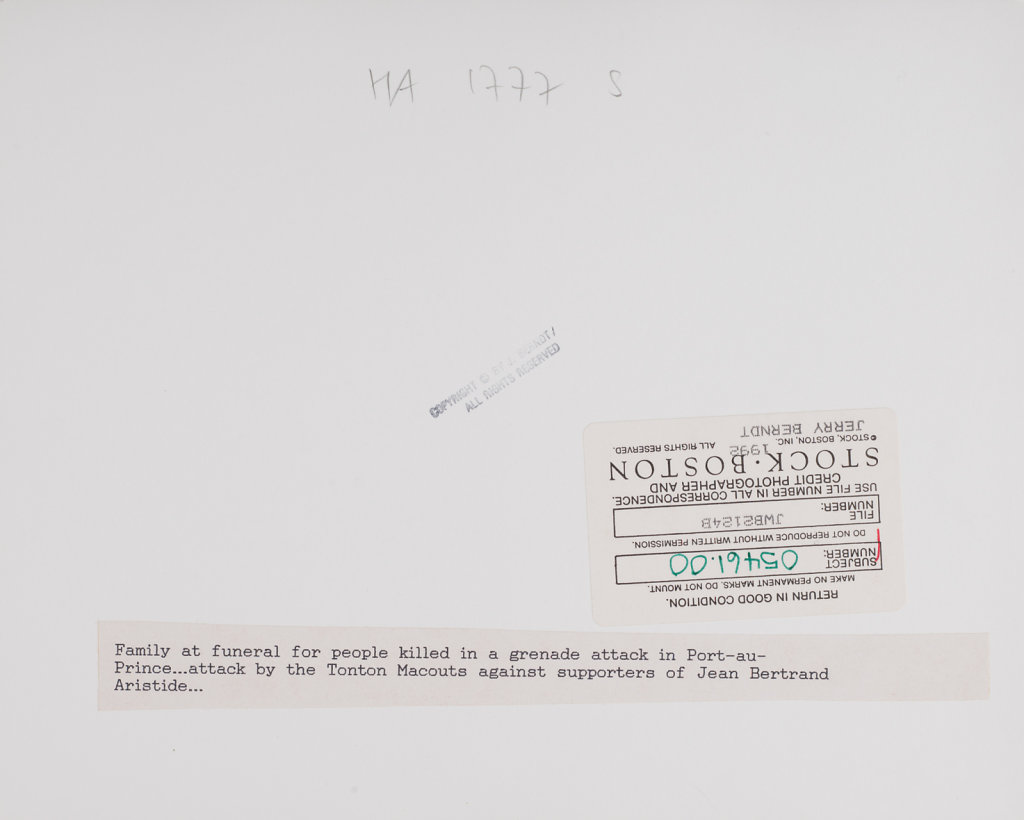 HA 1777 S
COPYRIGHT © BY J. BERNDT /
ALL RIGHTS RESERVED
RETURN IN GOOD CONDITION.
MAKE NO PERMANENT MARKS. DO NOT MOUNT.
SUBJECT NUMBER: 05461.00
DO NOT REPRODUCE WITHOUT WRITTEN PERMISSION.
FILE NUMBER: JWB2124B
USE FILE NUMBER IN ALL CORRESPONDENCE.
CREDIT PHOTOGRAPHER AND
STOCK·BOSTON
© STOCK, BOSTON, INC. 1992 ALL RIGHTS RESERVED.
JERRY BERNDT
Family at funeral for people killed in a grenade attack in Port-au-
Prince...attack by the Tonton Macouts against supporters of Jean Bertrand
Aristide...